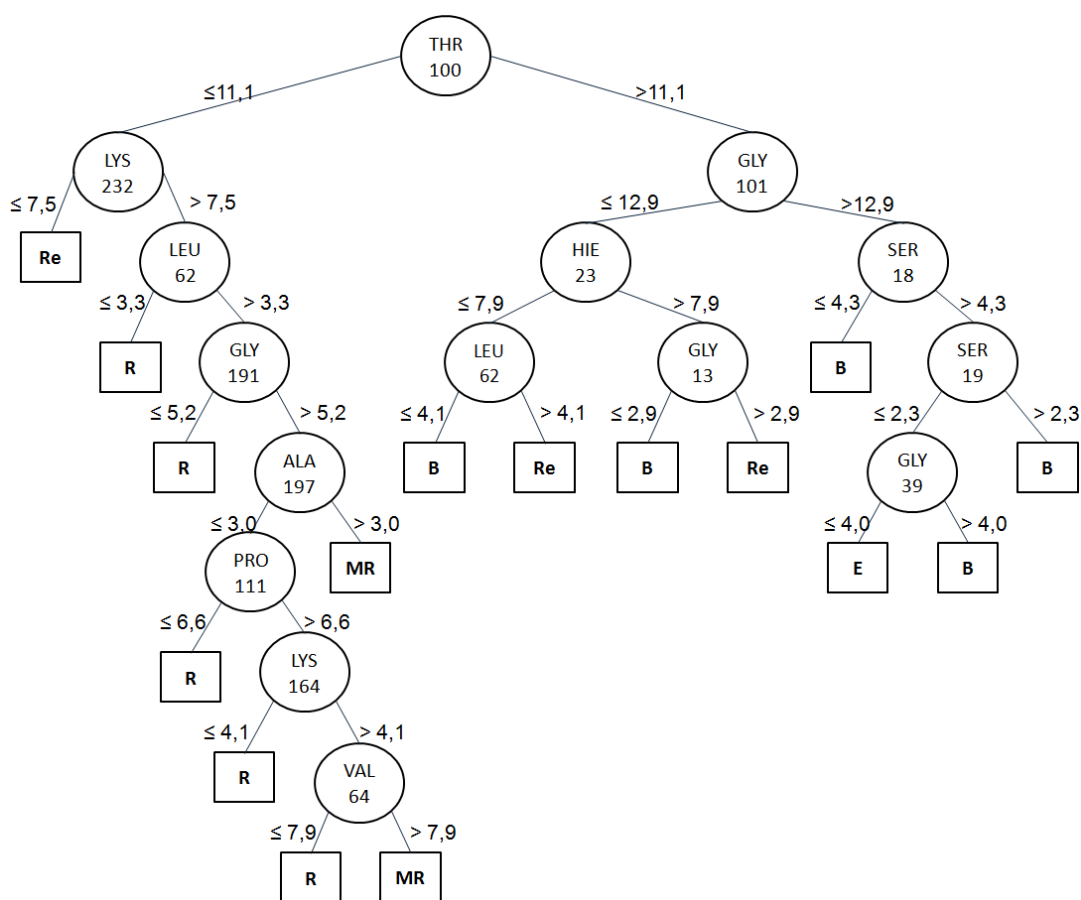 THR
100
≤11,1
>11,1
LYS
232
GLY
101
≤ 7,5
> 7,5
≤ 12,9
>12,9
Re
LEU
62
HIE
23
SER
18
≤ 3,3
> 3,3
≤ 7,9
> 7,9
≤ 4,3
> 4,3
R
GLY
191
LEU
62
GLY
13
B
SER
19
≤ 5,2
> 5,2
≤ 4,1
> 4,1
≤ 2,9
> 2,9
≤ 2,3
> 2,3
R
ALA
197
B
Re
B
Re
GLY
39
B
≤ 3,0
> 3,0
≤ 4,0
> 4,0
PRO
111
MR
E
B
≤ 6,6
> 6,6
R
LYS
164
≤ 4,1
> 4,1
R
VAL
64
≤ 7,9
> 7,9
R
MR